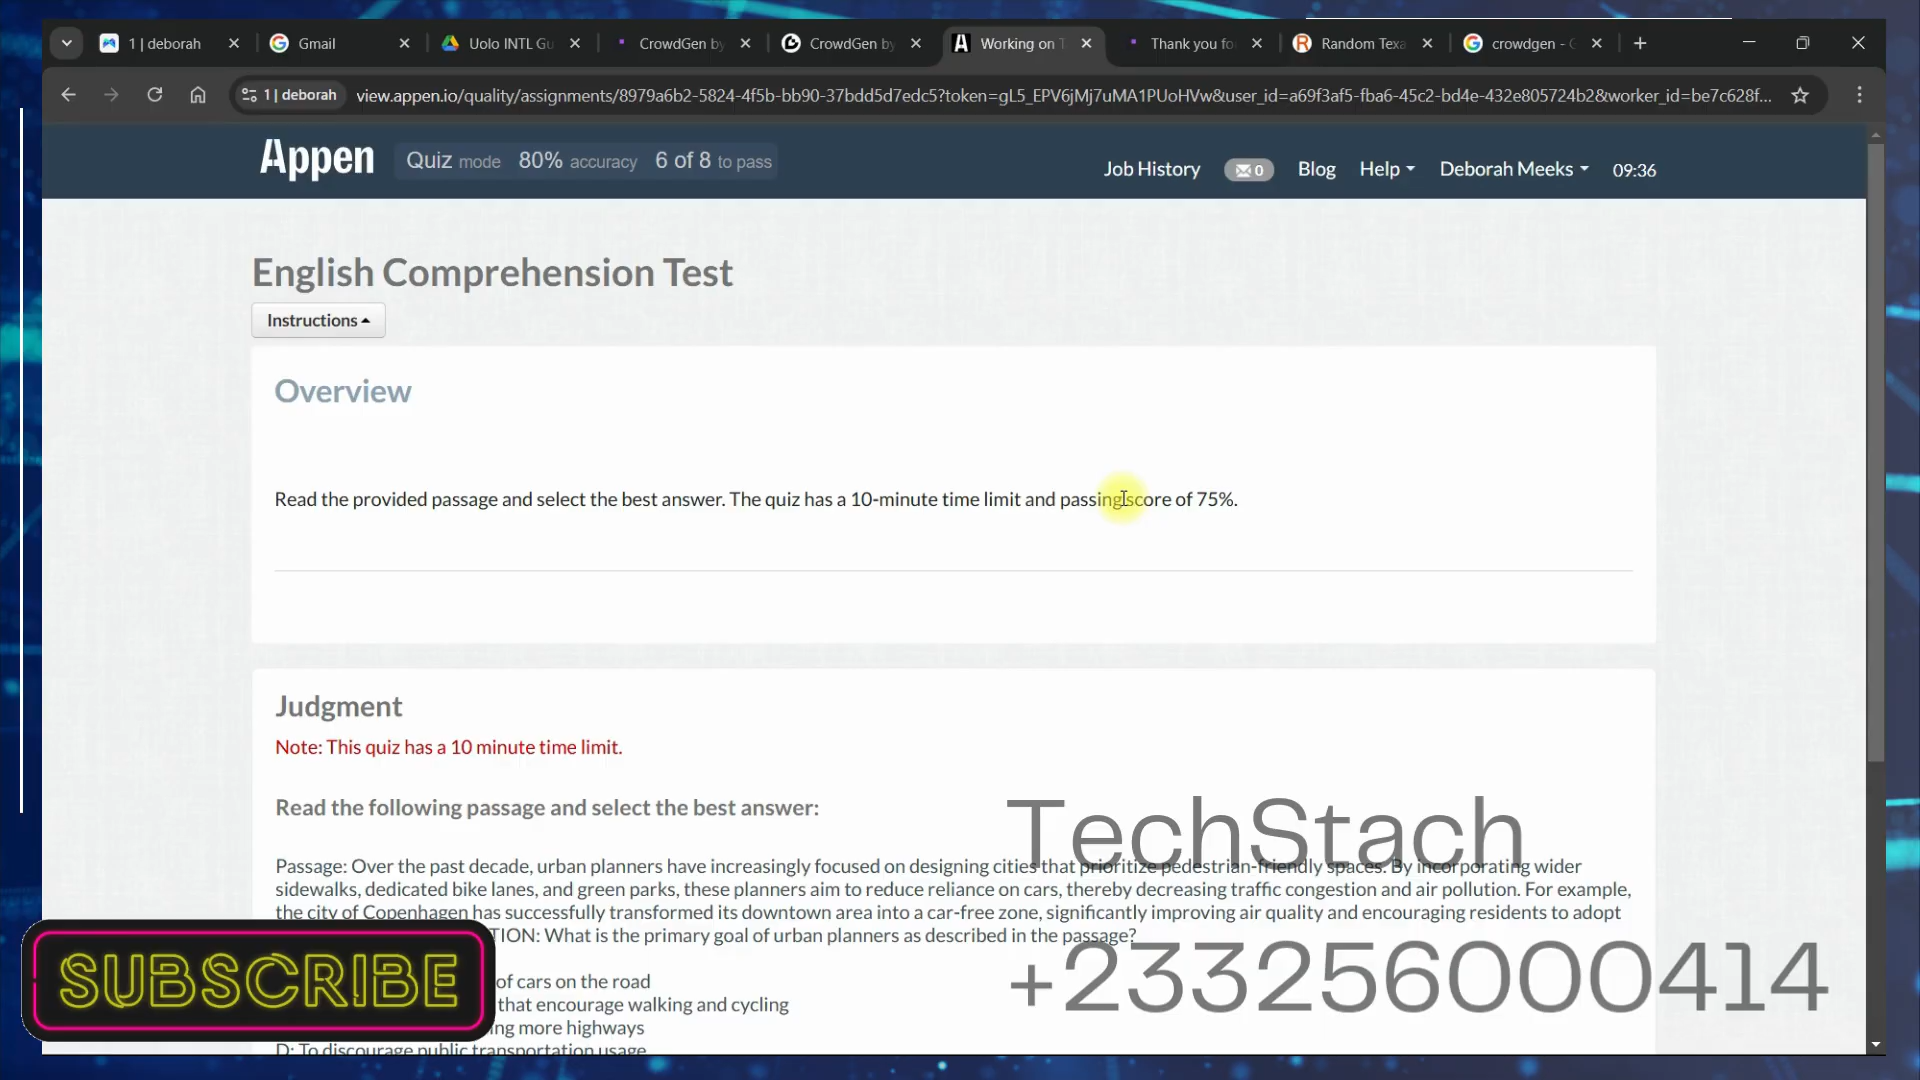 1 | deborah
Gmail
Uolo INTL Gu
CrowdGen by
CrowdGen by
Working on T
Thank you fo
Random Texa
crowdgen - G
1 | deborah
view.appen.io/quality/assignments/8979a6b2-5824-4f5b-bb90-37bdd5d7edc5?token=gL5_EPV6jMj7uMA1PUoHVw&user_id=a69f3af5-fba6-45c2-bd4e-432e805724b2&worker_id=be7c628f...
Appen
Quiz mode 80% accuracy 6 of 8 to pass
Job History
0
Blog
Help
Deborah Meeks
09:36
English Comprehension Test
Instructions
Overview
Read the provided passage and select the best answer. The quiz has a 10-minute time limit and passing score of 75%.
Judgment
Note: This quiz has a 10 minute time limit.
Read the following passage and select the best answer:
Passage: Over the past decade, urban planners have increasingly focused on designing cities that prioritize pedestrian-friendly spaces. By incorporating wider
sidewalks, dedicated bike lanes, and green parks, these planners aim to reduce reliance on cars, thereby decreasing traffic congestion and air pollution. For example,
the city of Copenhagen has successfully transformed its downtown area into a car-free zone, significantly improving air quality and encouraging residents to adopt
TION: What is the primary goal of urban planners as described in the passage?
of cars on the road
that encourage walking and cycling
ing more highways
D: To discourage public transportation usage
TechStach
+233256000414
SUBSCRIBE